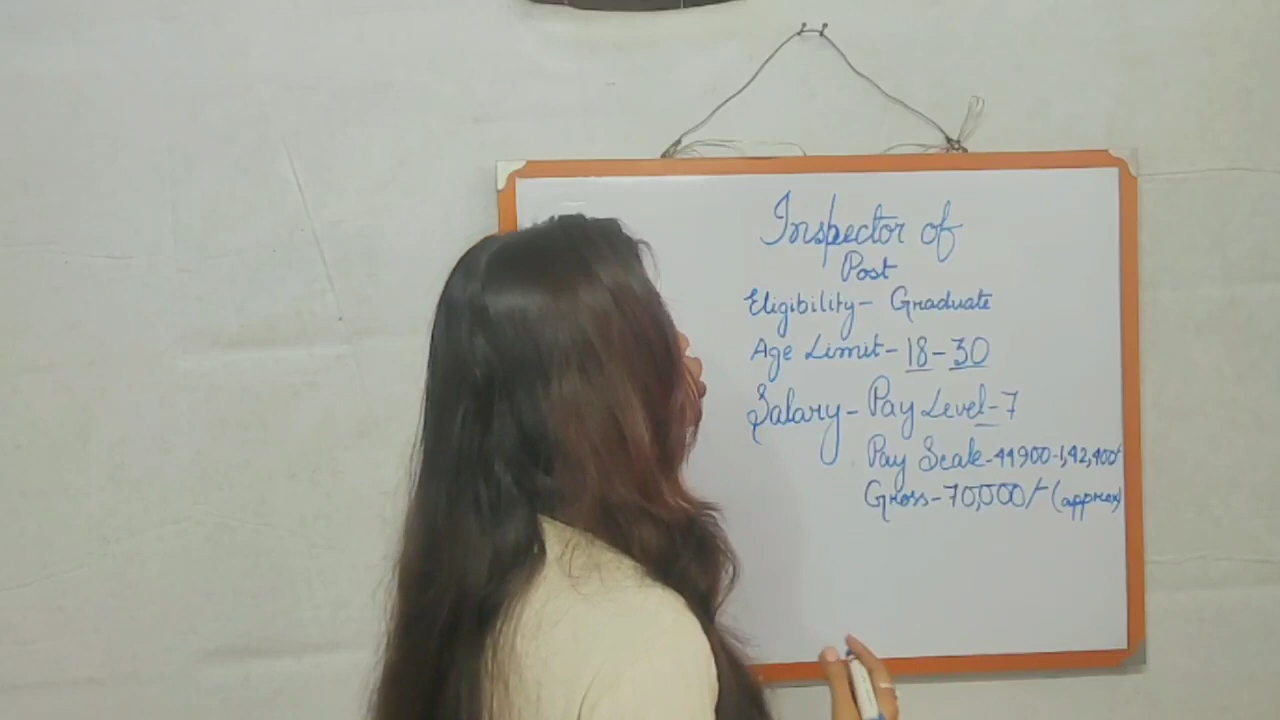 Inspector of
Post
Eligibility- Graduate
Age Limit- 18-30
Salary- Pay Level-7
Pay Scale-44900-1,42,400/-
Gross-70,000/- (approx)